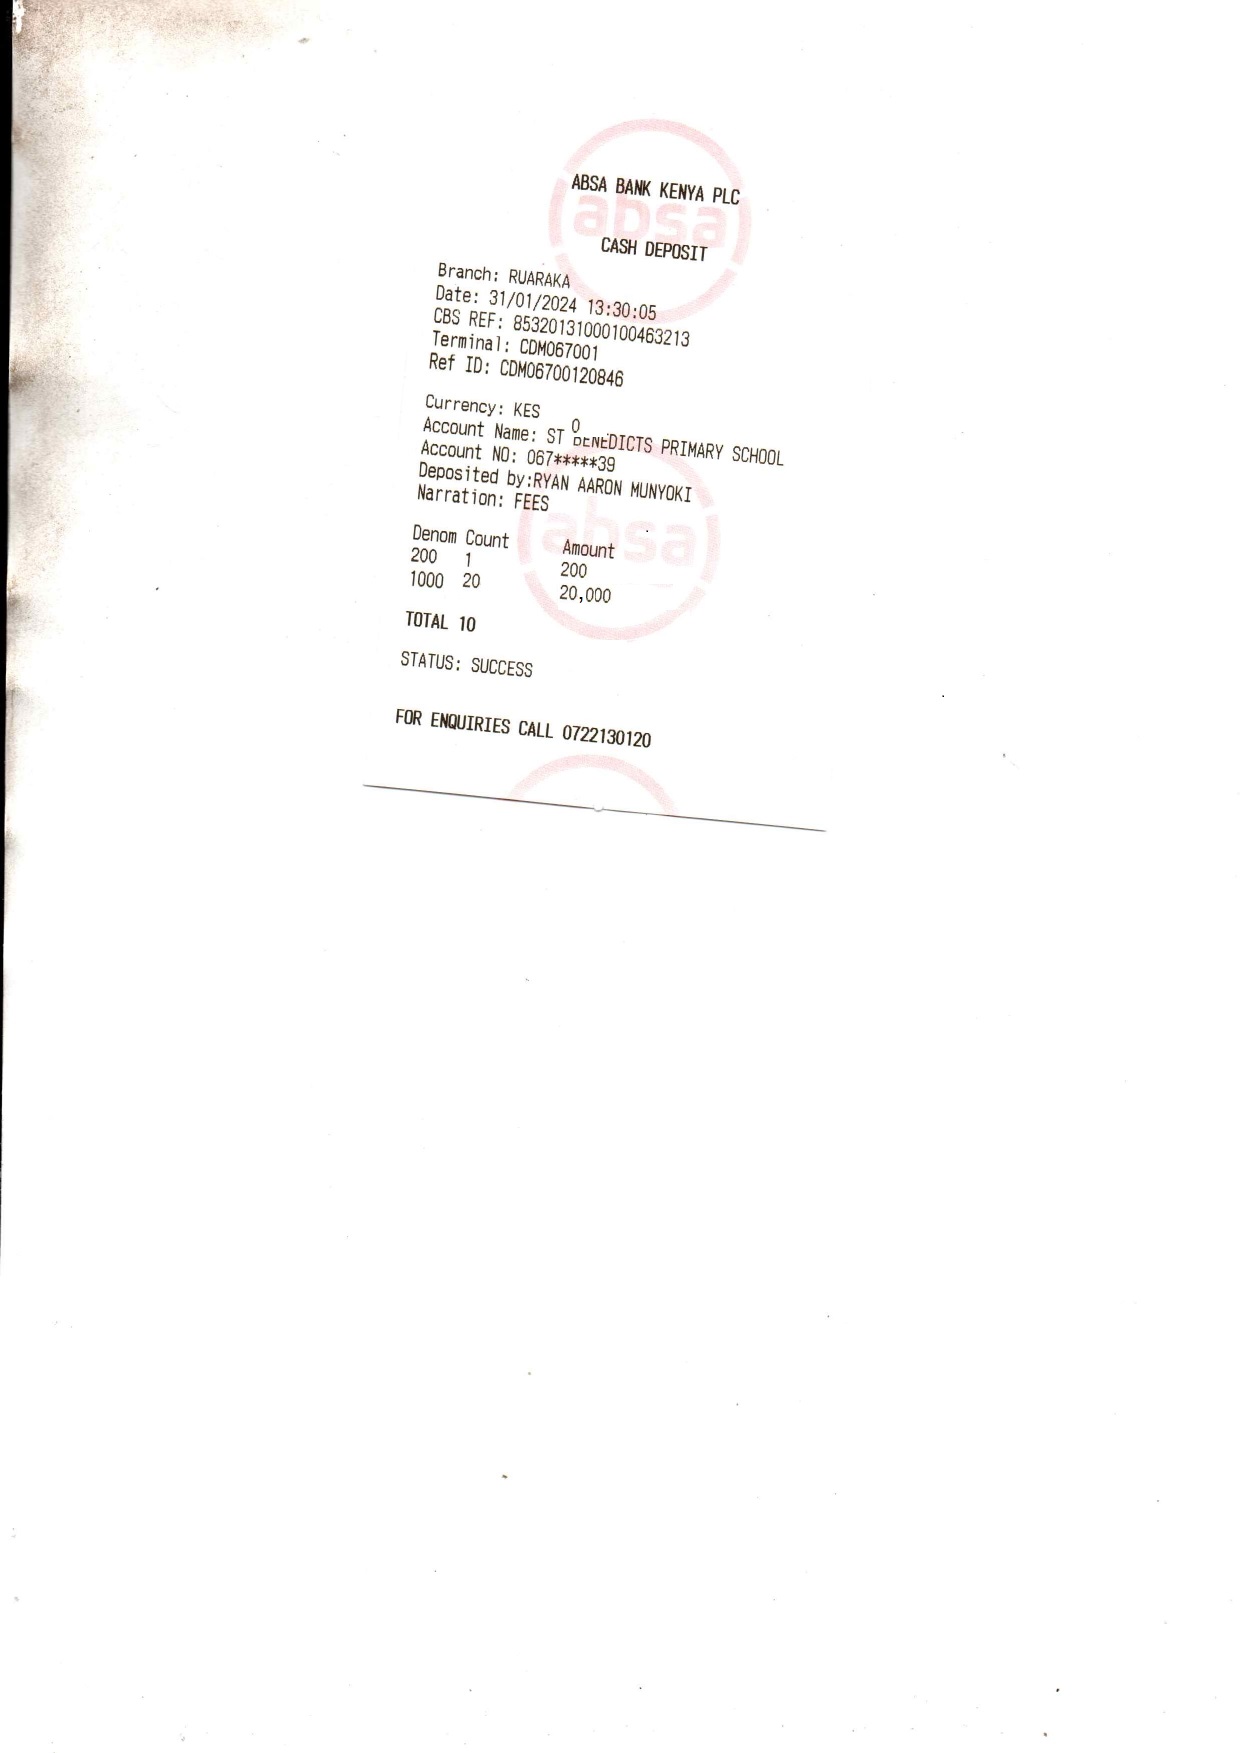 ABSA BANK KENYA PLC
absa
CASH DEPOSIT
Branch: RUARAKA
Date: 31/01/2024 13:30:05
CBS REF: 85320131000100463213
Terminal: CDM067001
Ref ID: CDM06700120846
Currency: KES
0
Account Name: ST BENEDICTS PRIMARY SCHOOL
Account NO: 067*****39
Deposited by:RYAN AARON MUNYOKI
Narration: FEES
absa
Denom Count Amount
200 1 200
1000 20 20,000
TOTAL 10
STATUS: SUCCESS
FOR ENQUIRIES CALL 0722130120